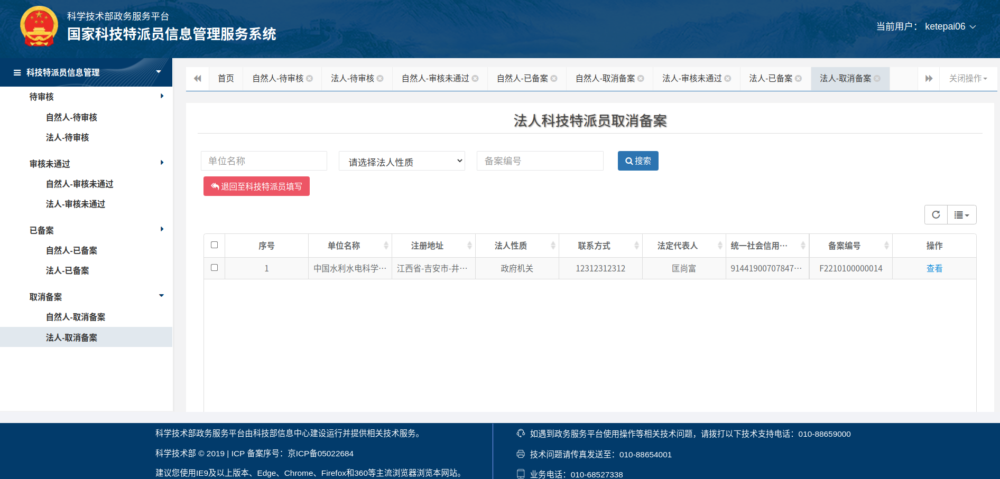 科学技术部政务服务平台
国家科技特派员信息管理服务系统
当前用户： ketepai06
科技特派员信息管理
待审核
自然人-待审核
法人-待审核
审核未通过
自然人-审核未通过
法人-审核未通过
已备案
自然人-已备案
法人-已备案
取消备案
自然人-取消备案
法人-取消备案
首页 自然人-待审核 法人-待审核 自然人-审核未通过 自然人-已备案 自然人-取消备案 法人-审核未通过 法人-已备案 法人-取消备案 关闭操作
法人科技特派员取消备案
单位名称 请选择法人性质 备案编号 搜索
退回至科技特派员填写
序号 单位名称 注册地址 法人性质 联系方式 法定代表人 统一社会信用… 备案编号 操作
1 中国水利水电科学… 江西省-吉安市-井… 政府机关 12312312312 匡尚富 91441900707847… F2210100000014 查看
科学技术部政务服务平台由科技部信息中心建设运行并提供相关技术服务。
科学技术部 © 2019 | ICP 备案序号：京ICP备05022684
建议您使用IE9及以上版本、Edge、Chrome、Firefox和360等主流浏览器浏览本网站。
如遇到政务服务平台使用操作等相关技术问题，请拨打以下技术支持电话：010-88659000
技术问题请传真发送至：010-88654001
业务电话：010-68527338